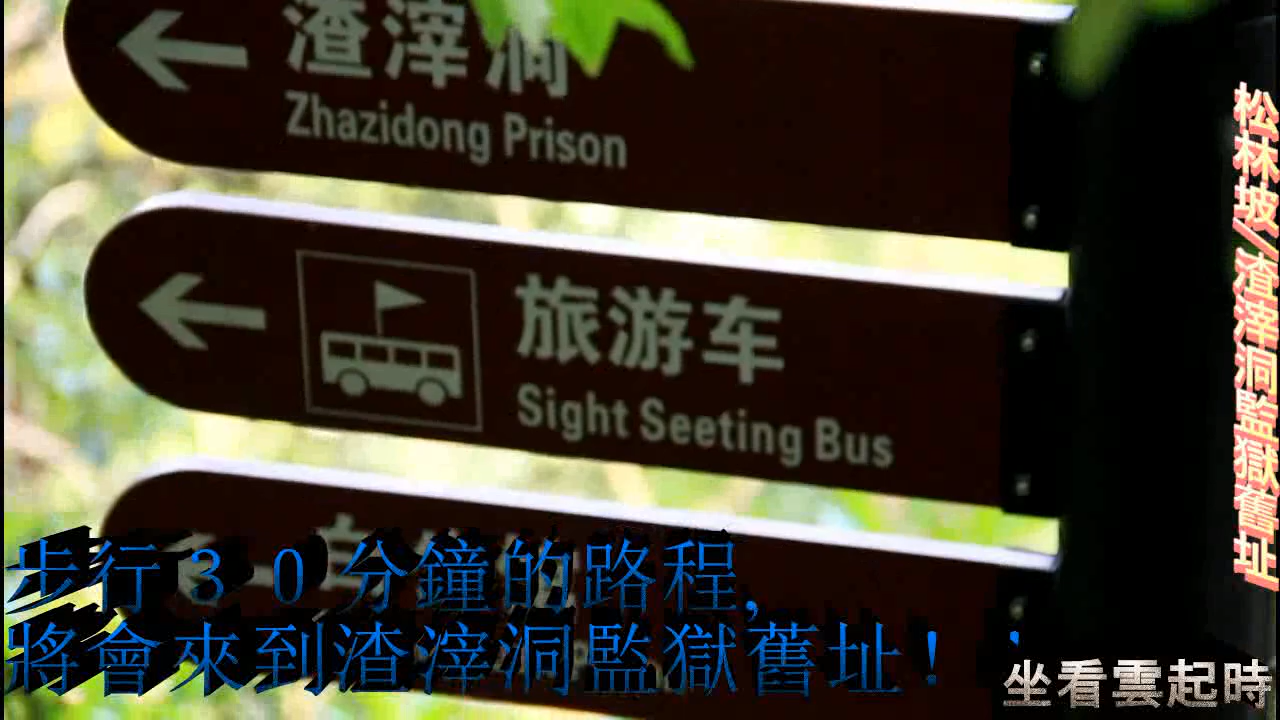 渣滓洞
Zhazidong Prison
旅游车
Sight Seeting Bus
步行３０分鐘的路程,
將會來到渣滓洞監獄舊址!
松林坡/渣滓洞監獄舊址
坐看雲起時